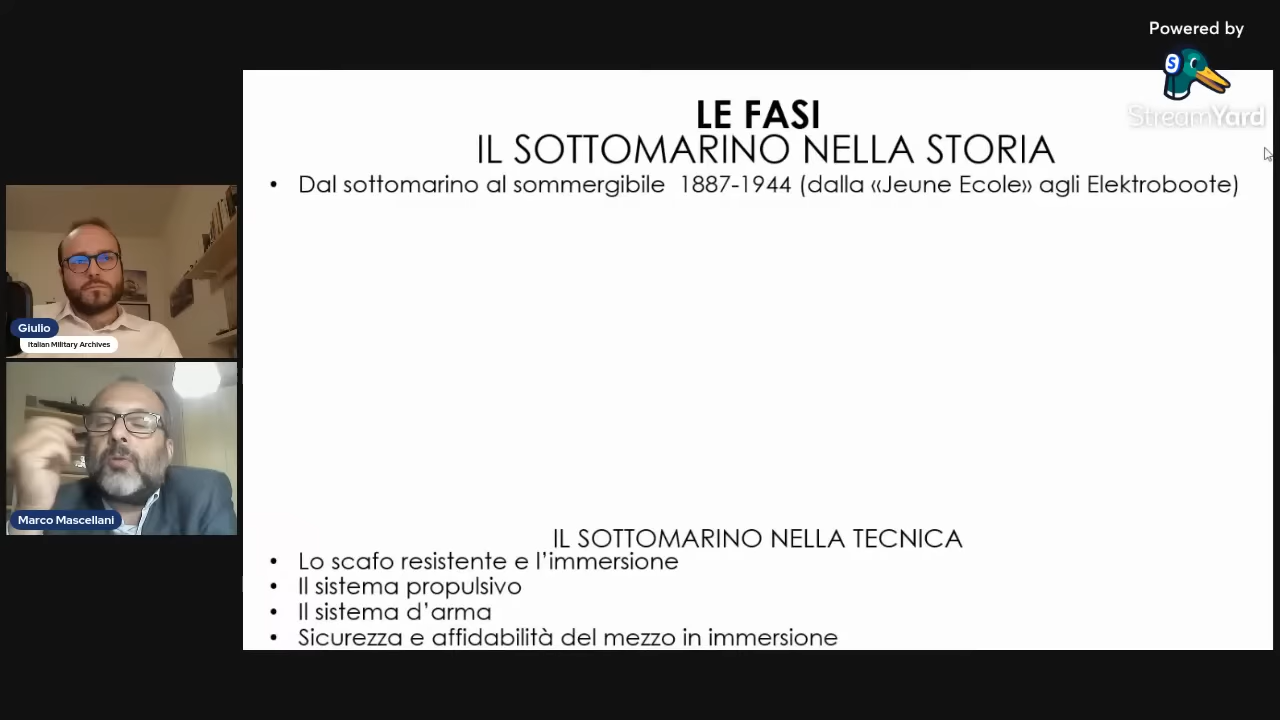 Powered by
StreamYard
LE FASI
IL SOTTOMARINO NELLA STORIA
• Dal sottomarino al sommergibile 1887-1944 (dalla «Jeune Ecole» agli Elektroboote)
Giulio
Italian Military Archives
Marco Mascellani
IL SOTTOMARINO NELLA TECNICA
• Lo scafo resistente e l’immersione
• Il sistema propulsivo
• Il sistema d’arma
• Sicurezza e affidabilità del mezzo in immersione